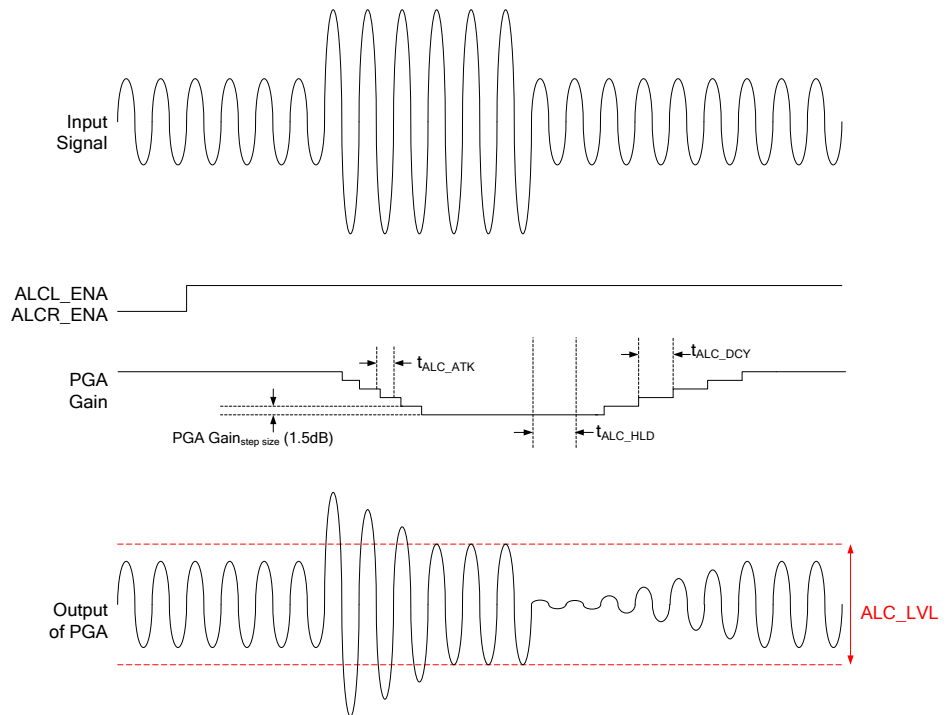 Input
Signal
ALCL_ENA
ALCR_ENA
tALC_ATK
tALC_DCY
PGA
Gain
PGA Gainstep size (1.5dB)
tALC_HLD
Output
of PGA
ALC_LVL